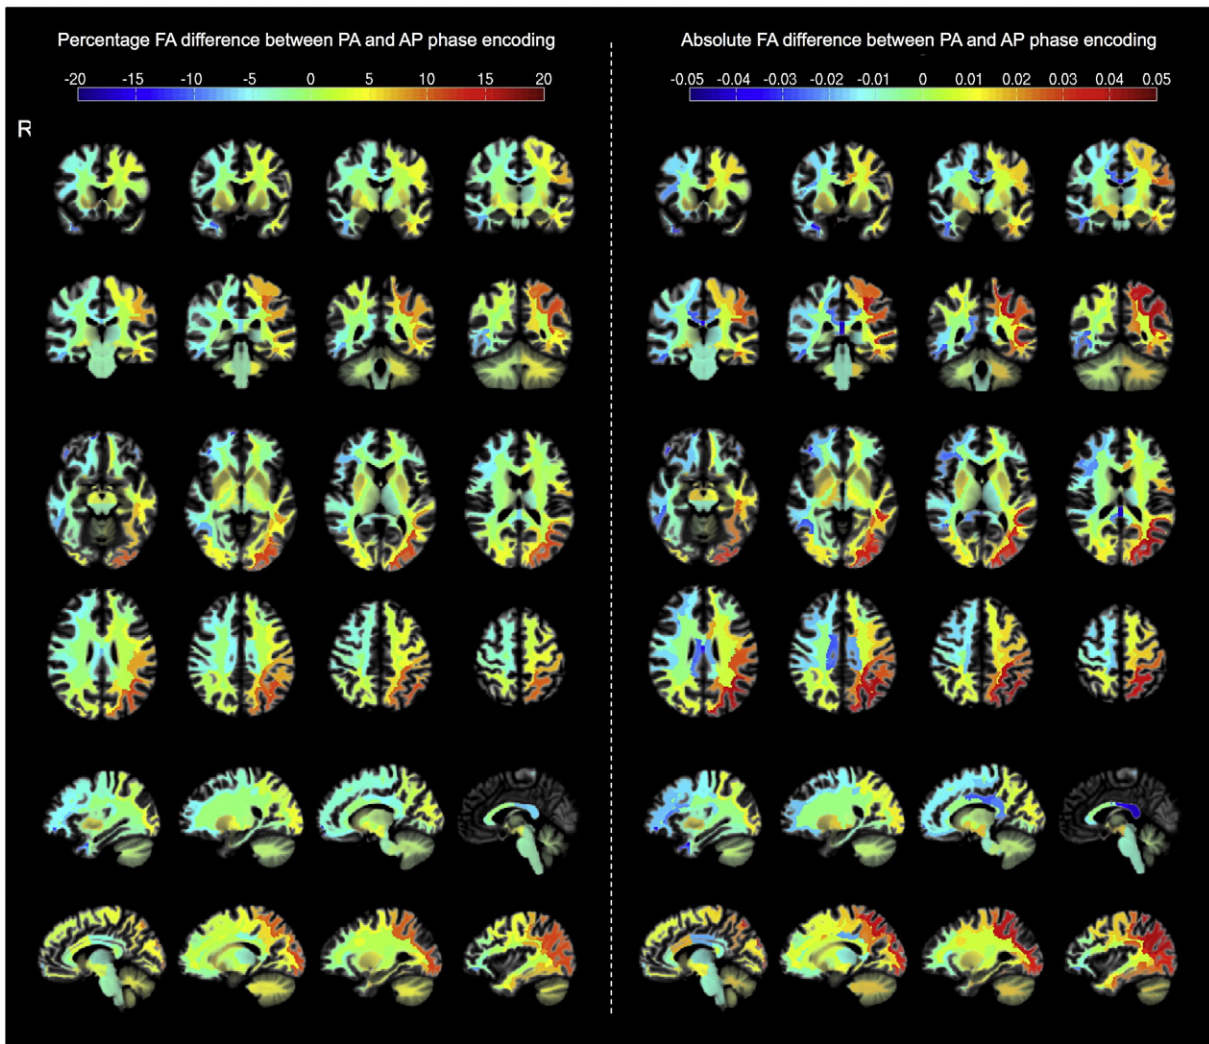 Percentage FA difference between PA and AP phase encoding
-20 -15 -10 -5 0 5 10 15 20
R
Absolute FA difference between PA and AP phase encoding
-0.05 -0.04 -0.03 -0.02 -0.01 0 0.01 0.02 0.03 0.04 0.05